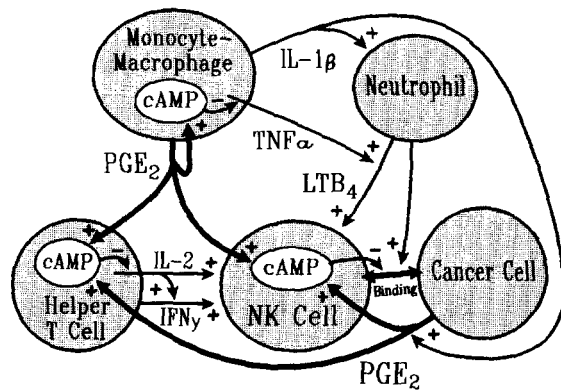 Monocyte-
Macrophage
cAMP
−
+
IL-1β
+
Neutrophil
TNFα
+
PGE2
LTB4
+
+
+
+
cAMP
−
IL-2
+
+
+
IFNγ
+
Helper
T Cell
cAMP
−
+
+
Binding
NK Cell
Cancer Cell
+
PGE2